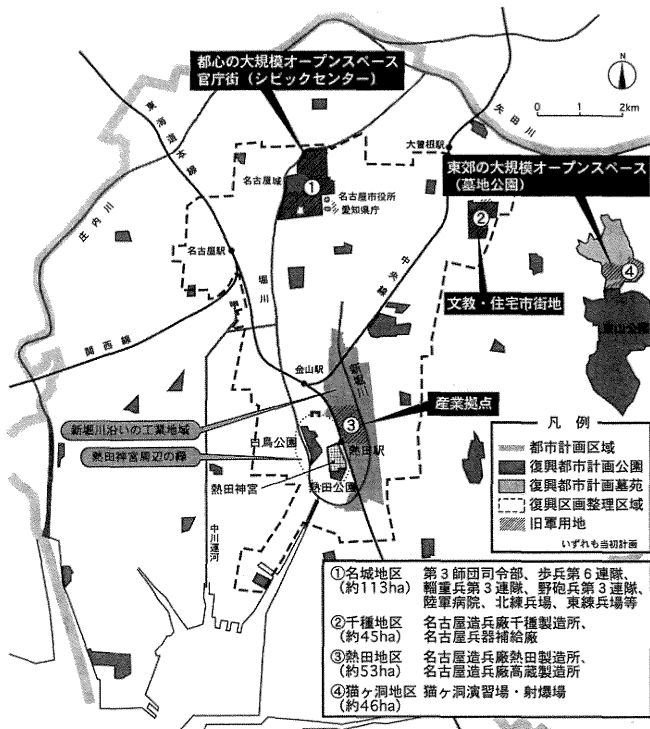 都心の大規模オープンスペース
官庁街（シビックセンター）
N
0 1 2km
東海道本線
矢田川
大曽根駅
東郊の大規模オープンスペース
（墓地公園）
名古屋城
①
名古屋市役所
愛知県庁
②
④
庄内川
名古屋駅
堀川
中央線
文教・住宅市街地
東山公園
関西線
金山駅
新堀川
産業拠点
新堀川沿いの工業地域
白鳥公園
③
熱田駅
熱田神宮周辺の緑
熱田神宮
熱田公園
中川運河
凡例
都市計画区域
復興都市計画公園
復興都市計画墓苑
復興区画整理区域
旧軍用地
いずれも当初計画
①名城地区 第3師団司令部、歩兵第6連隊、
（約113ha） 輜重兵第3連隊、野砲兵第3連隊、
陸軍病院、北練兵場、東練兵場等
②千種地区 名古屋造兵廠千種製造所、
（約45ha） 名古屋兵器補給廠
③熱田地区 名古屋造兵廠熱田製造所、
（約53ha） 名古屋造兵廠高蔵製造所
④猫ヶ洞地区 猫ヶ洞演習場・射爆場
（約46ha）